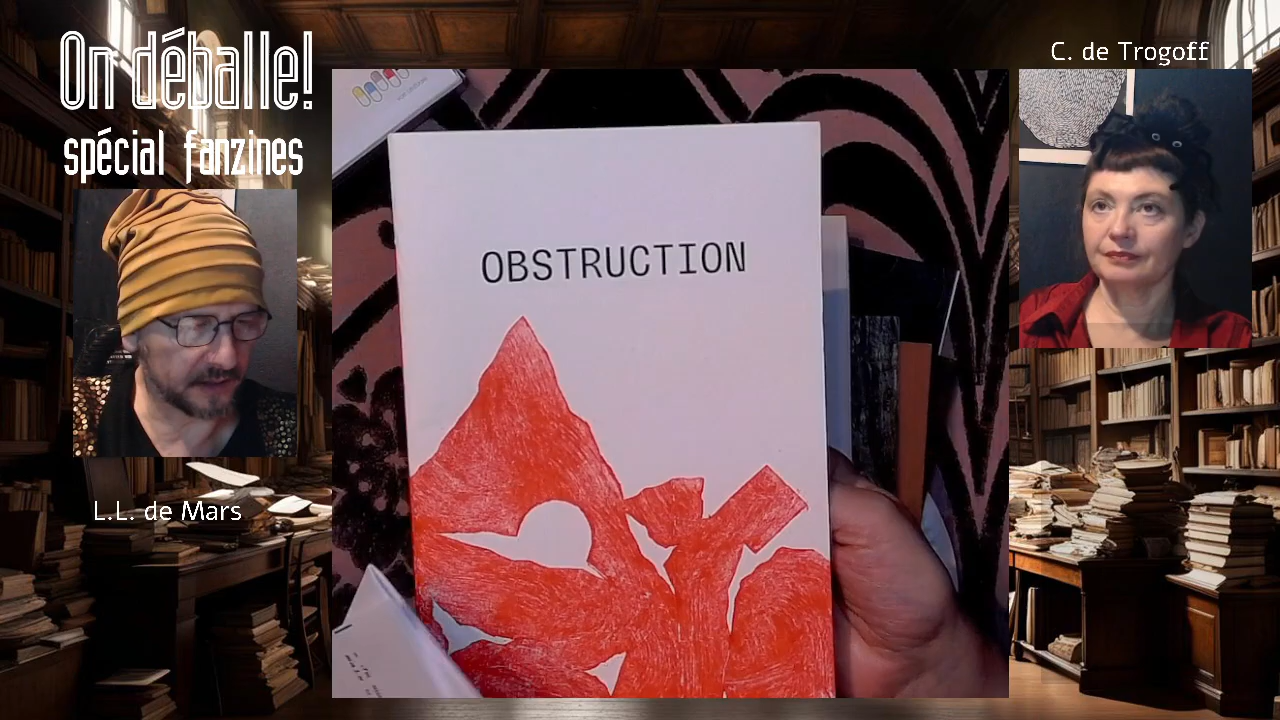 On déballe!
spécial fanzines
C. de Trogoff
OBSTRUCTION
L.L. de Mars